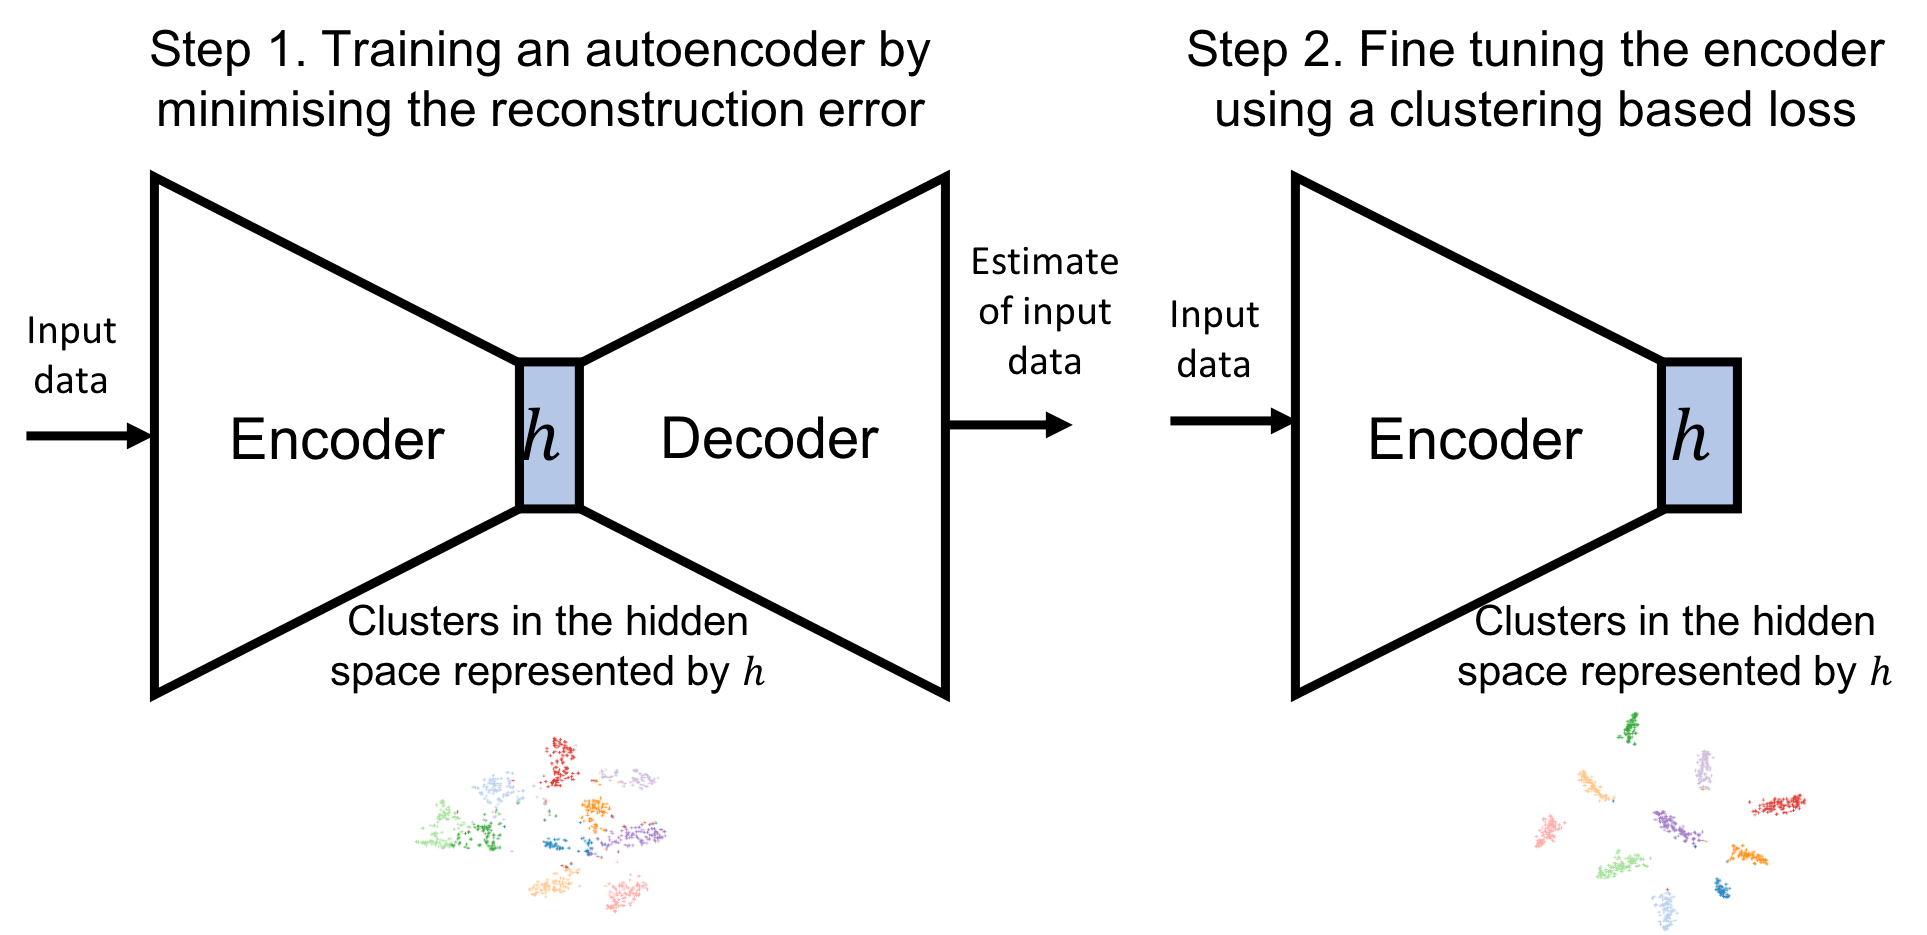 Step 1. Training an autoencoder by
minimising the reconstruction error
Input
data
Encoder
h
Decoder
Estimate
of input
data
Clusters in the hidden
space represented by h
Step 2. Fine tuning the encoder
using a clustering based loss
Input
data
Encoder
h
Clusters in the hidden
space represented by h